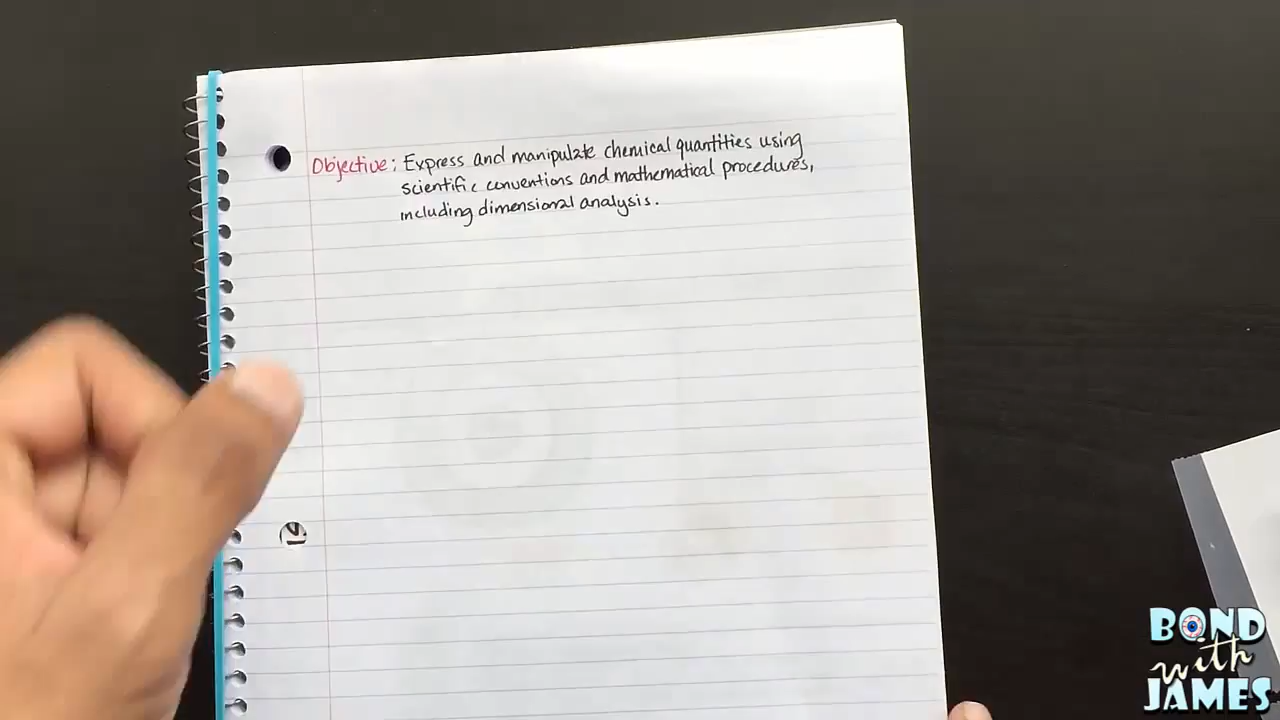 Objective: Express and manipulate chemical quantities using
scientific conventions and mathematical procedures,
including dimensional analysis.
BOND
with
JAMES